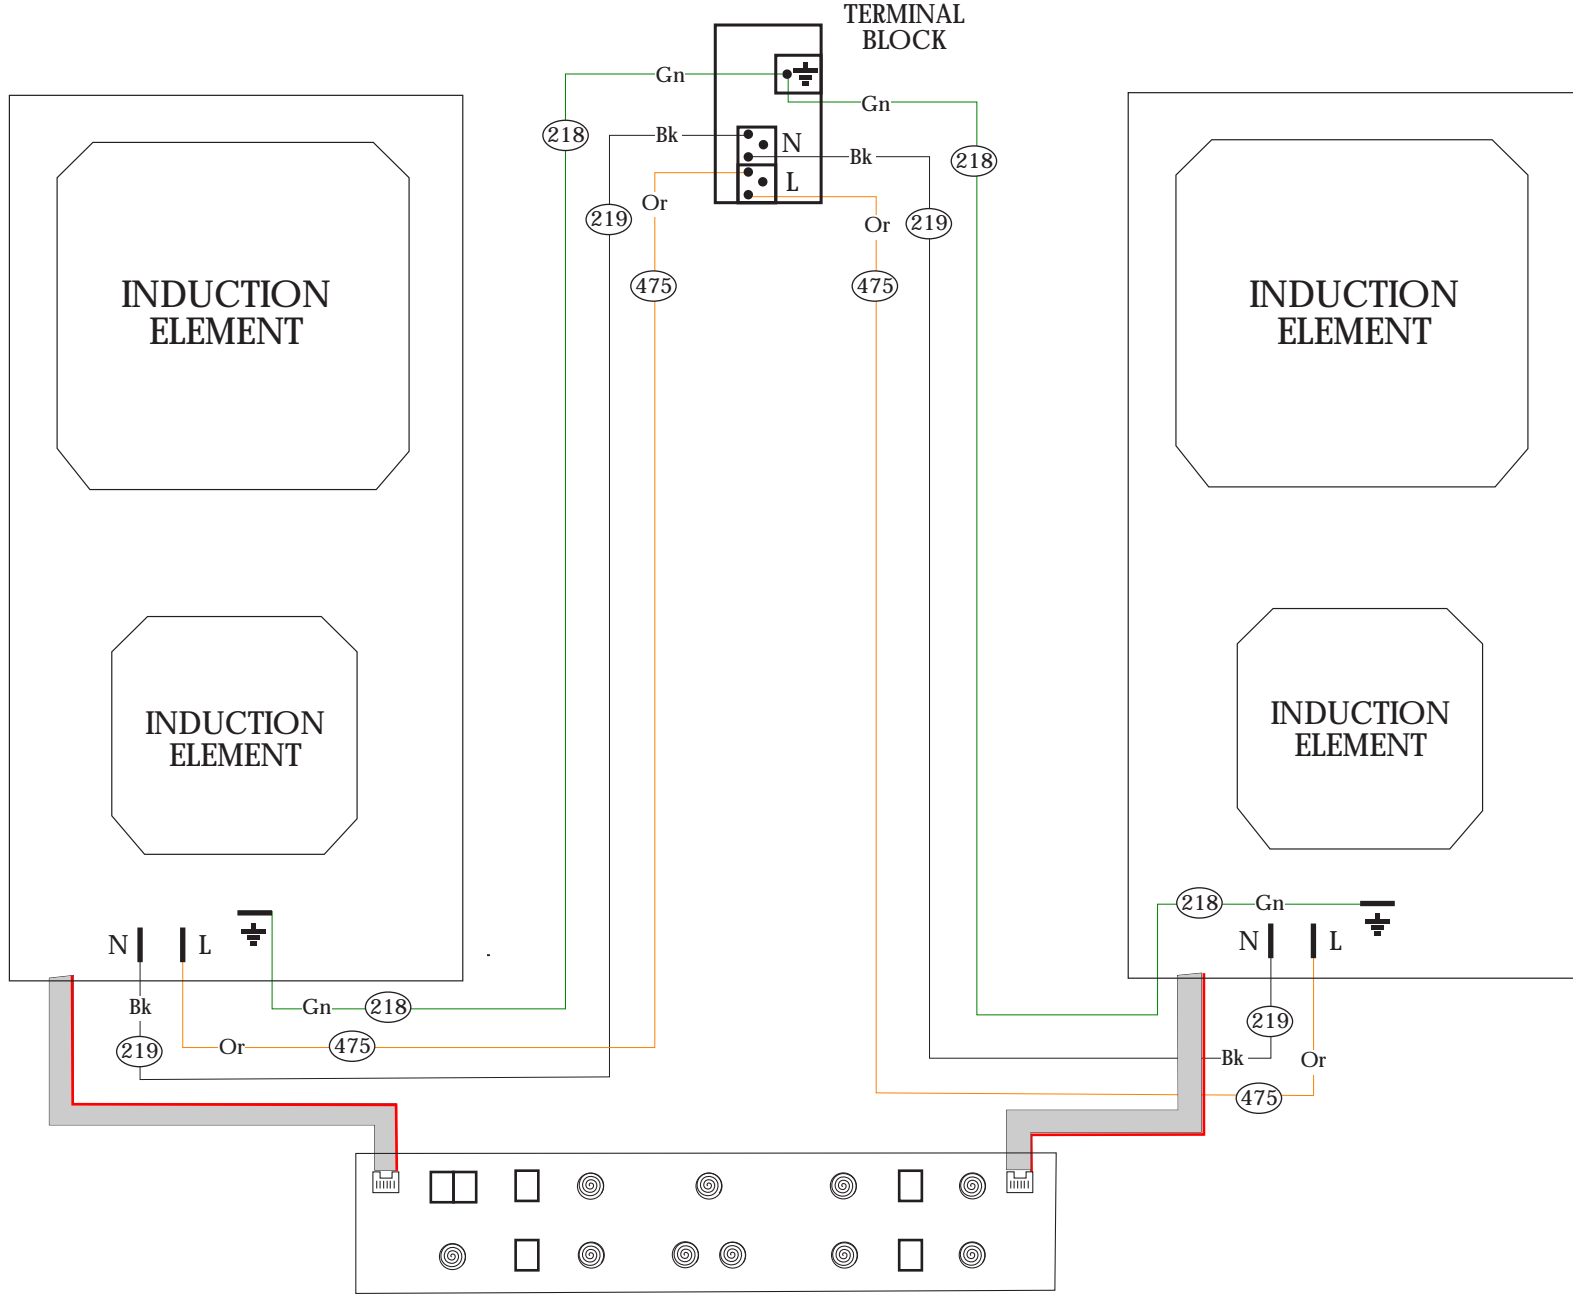 TERMINAL
BLOCK
Gn
Gn
218
Bk
N
Bk
218
L
Or
219
Or
219
475
475
INDUCTION
ELEMENT
INDUCTION
ELEMENT
INDUCTION
ELEMENT
INDUCTION
ELEMENT
218
Gn
N
L
N
L
Bk
Gn
218
219
219
Or
475
Bk
Or
475